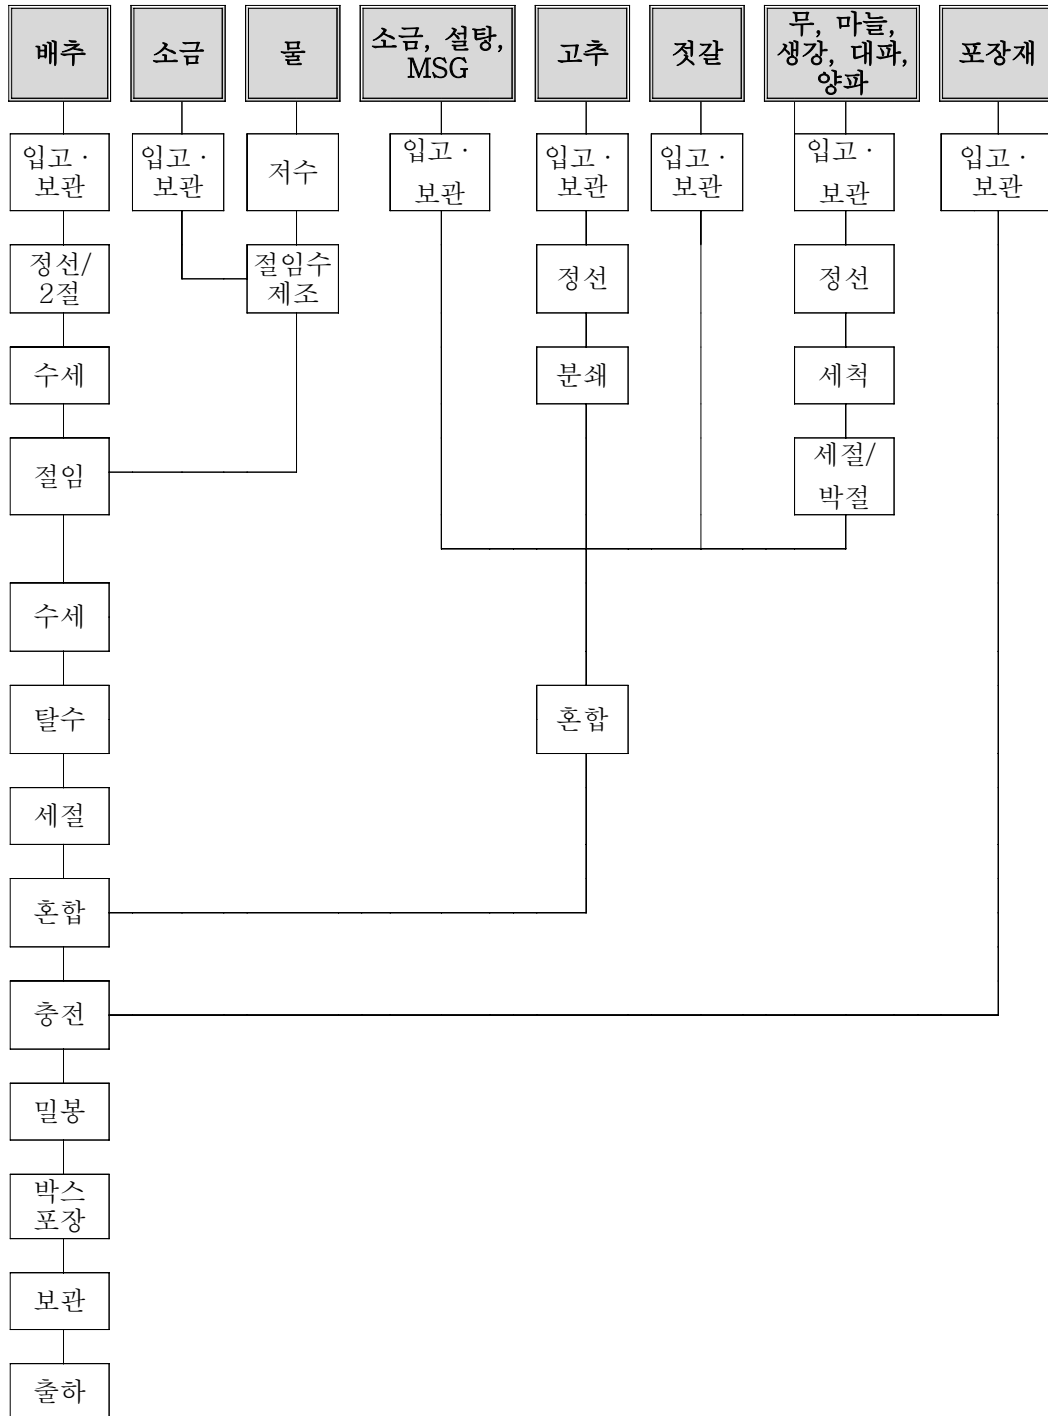 배추
소금
물
소금, 설탕,
MSG
고추
젓갈
무, 마늘,
생강, 대파,
양파
포장재
입고·
보관
입고·
보관
저수
입고·
보관
입고·
보관
입고·
보관
입고·
보관
입고·
보관
정선/
2절
절임수
제조
정선
정선
수세
분쇄
세척
절임
세절/
박절
수세
탈수
혼합
세절
혼합
충전
밀봉
박스
포장
보관
출하